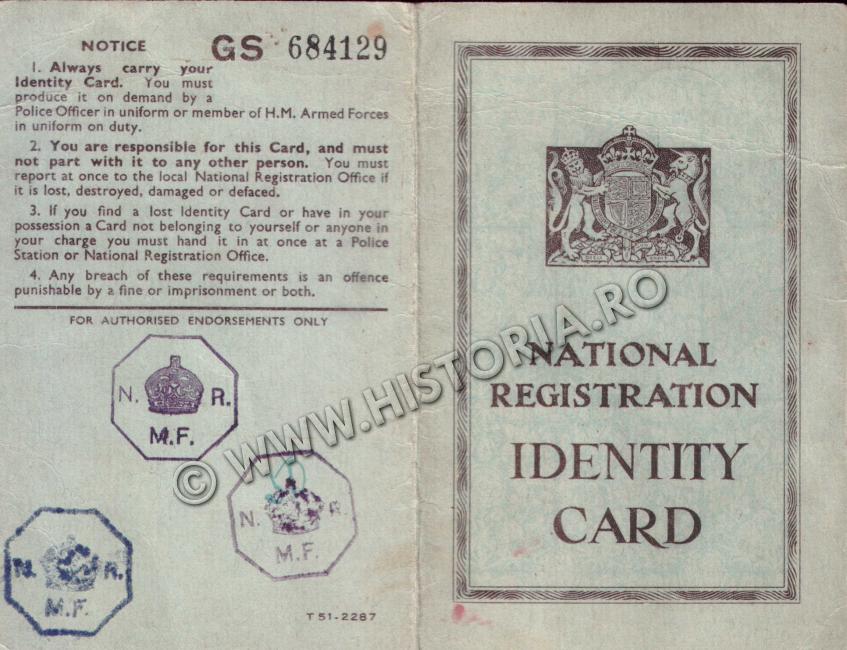 NOTICE GS 684129
1. Always carry your
Identity Card. You must
produce it on demand by a
Police Officer in uniform or member of H.M. Armed Forces
in uniform on duty.
2. You are responsible for this Card, and must
not part with it to any other person. You must
report at once to the local National Registration Office if
it is lost, destroyed, damaged or defaced.
3. If you find a lost Identity Card or have in your
possession a Card not belonging to yourself or anyone in
your charge you must hand it in at once at a Police
Station or National Registration Office.
4. Any breach of these requirements is an offence
punishable by a fine or imprisonment or both.
FOR AUTHORISED ENDORSEMENTS ONLY
N. R.
M.F.
N. R.
M.F.
N. R.
M.F.
T 51-2287
NATIONAL
REGISTRATION
IDENTITY
CARD
© WWW.HISTORIA.RO